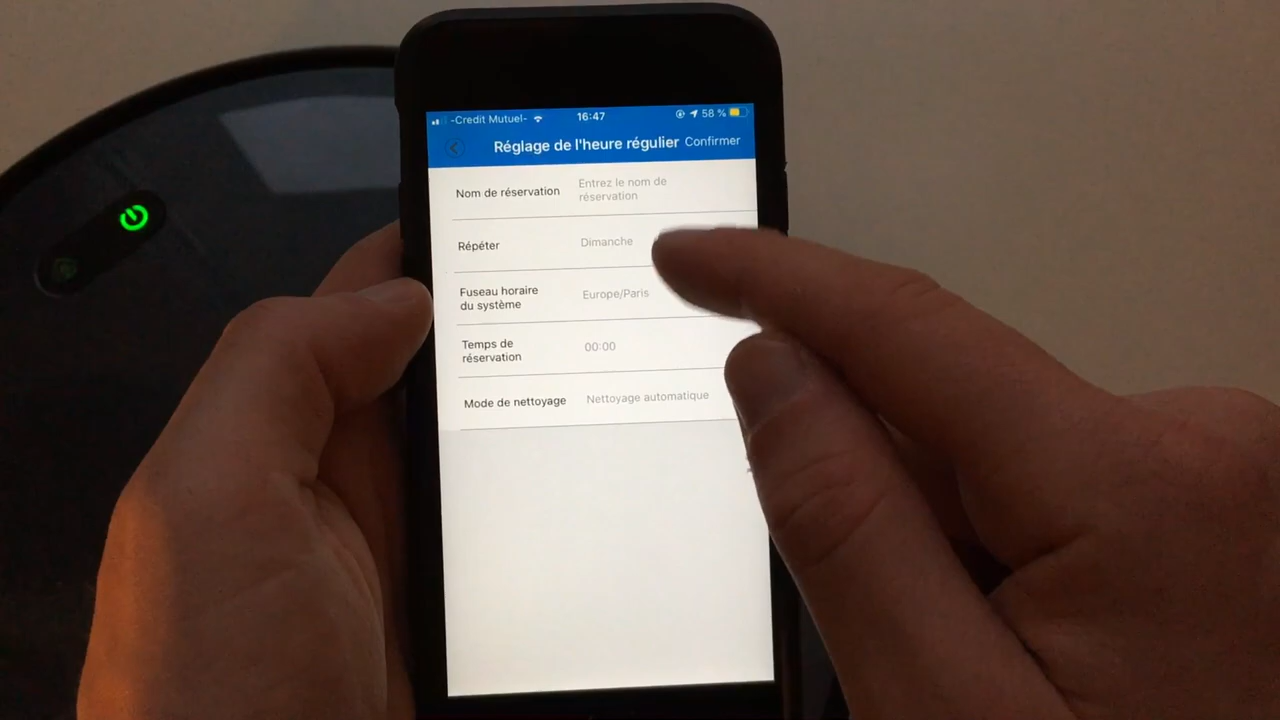 -Credit Mutuel- 16:47 58 %
Réglage de l'heure régulier Confirmer
Nom de réservation Entrez le nom de
réservation
Répéter Dimanche
Fuseau horaire
du système Europe/Paris
Temps de
réservation 00:00
Mode de nettoyage Nettoyage automatique